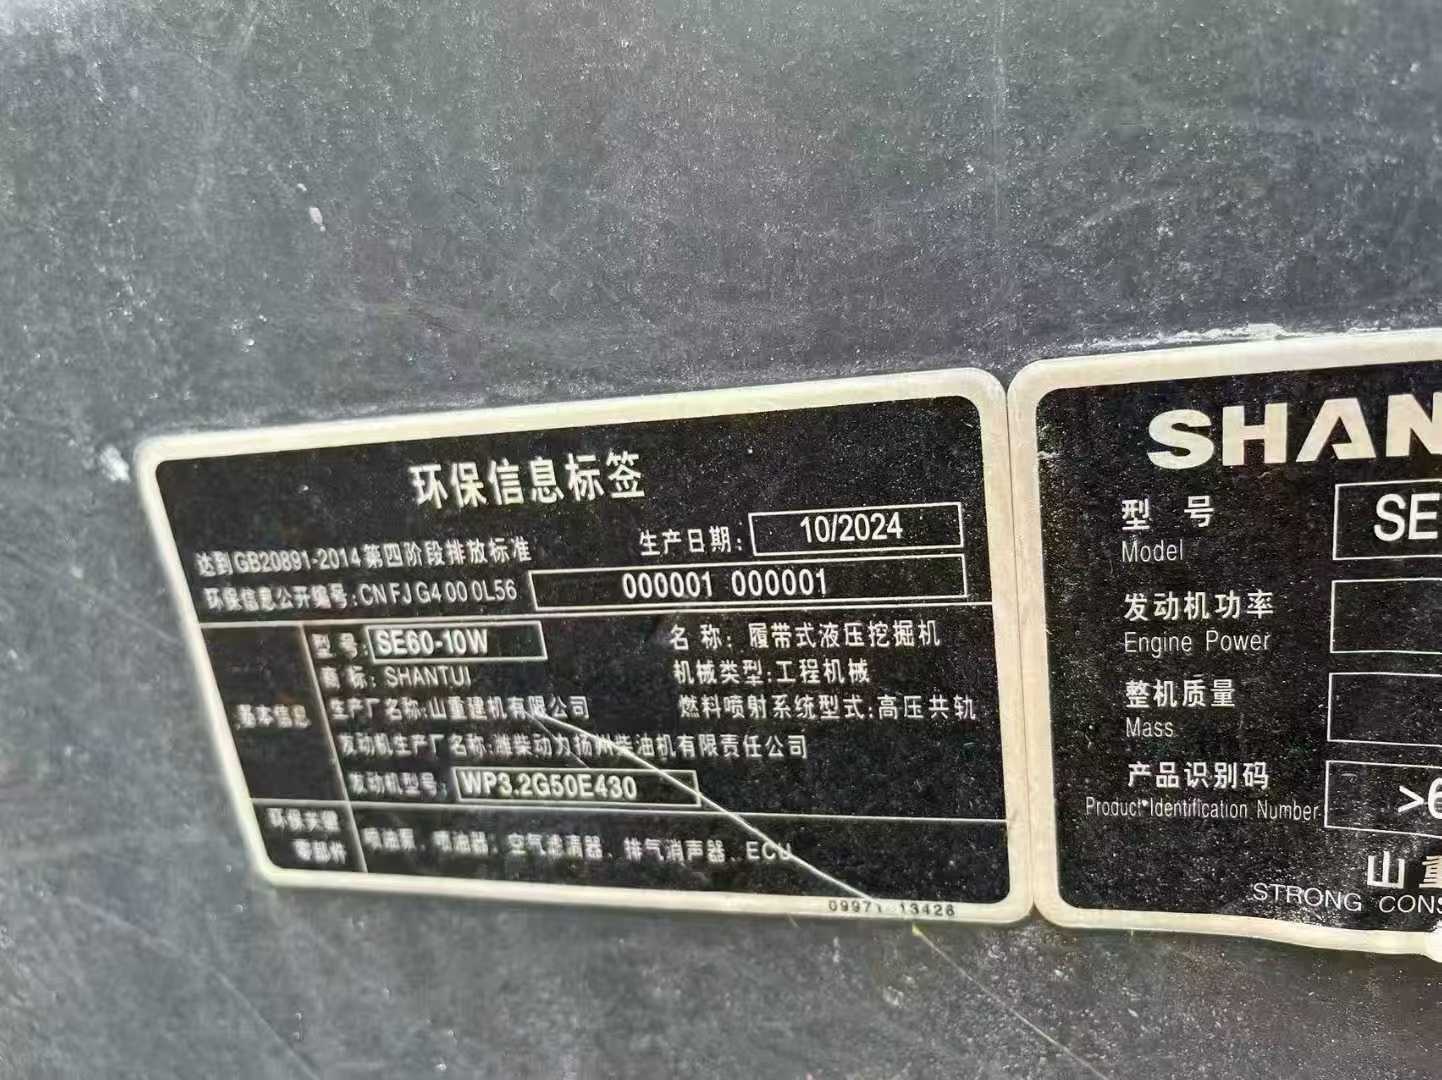 环保信息标签
达到GB20891-2014第四阶段排放标准 生产日期: 10/2024
环保信息公开编号:CN FJ G4 00 0L56 000001 000001
基本信息
型 号: SE60-10W 名 称: 履带式液压挖掘机
商 标: SHANTUI 机械类型:工程机械
生产厂名称:山重建机有限公司 燃料喷射系统型式:高压共轨
发动机生产厂名称:潍柴动力扬州柴油机有限责任公司
发动机型号: WP3.2G50E430
环保关键
零部件
喷油泵、喷油器、空气滤清器、排气消声器、ECU
09971-13426
SHAN
型 号 SE
Model
发动机功率
Engine Power
整机质量
Mass
产品识别码 >6
Product Identification Number
山重
STRONG CONS